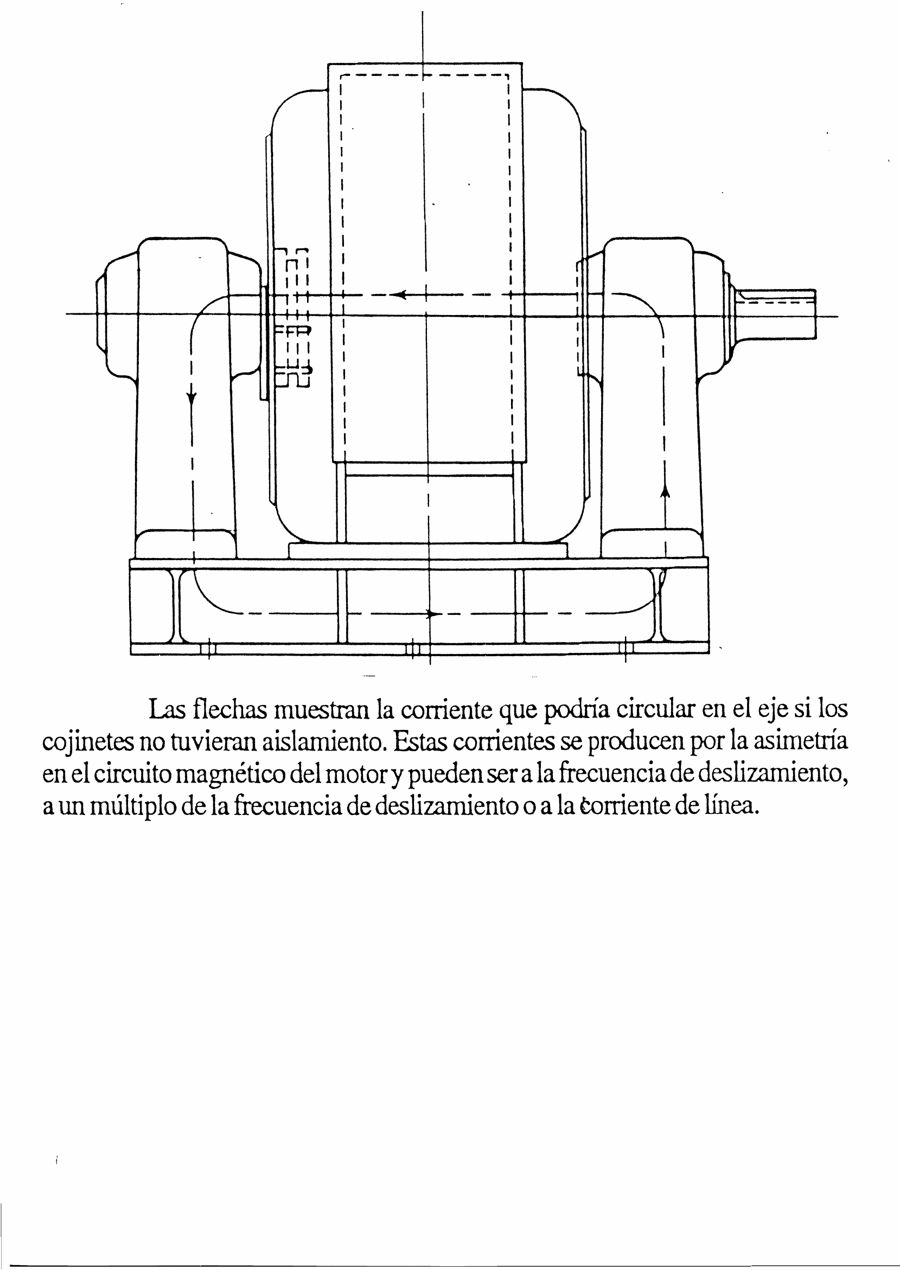 Las flechas muestran la corriente que podría circular en el eje si los
cojinetes no tuvieran aislamiento. Estas corrientes se producen por la asimetría
en el circuito magnético del motor y pueden ser a la frecuencia de deslizamiento,
a un múltiplo de la frecuencia de deslizamiento o a la corriente de línea.